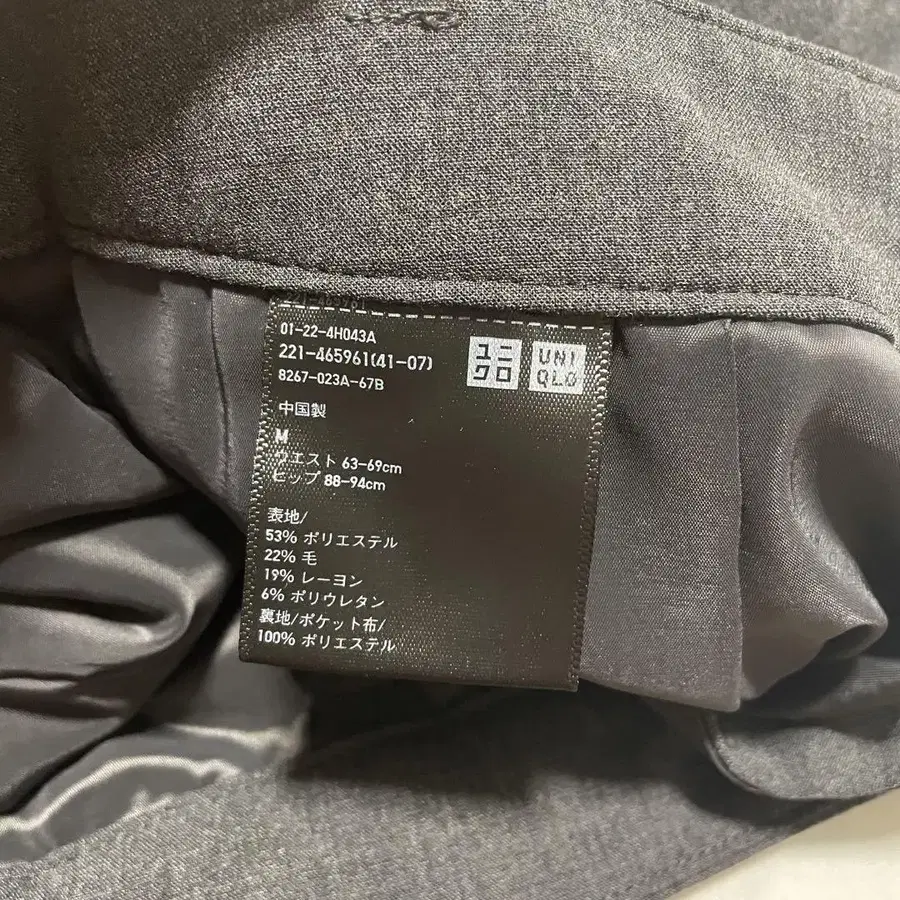 221-465961
01-22-4H043A
221-465961(41-07)
8267-023A-67B
ユニ
クロ
UNI
QLO
中国製
M
ウエスト 63-69cm
ヒップ 88-94cm
表地/
53% ポリエステル
22% 毛
19% レーヨン
6% ポリウレタン
裏地/ポケット布/
100% ポリエステル